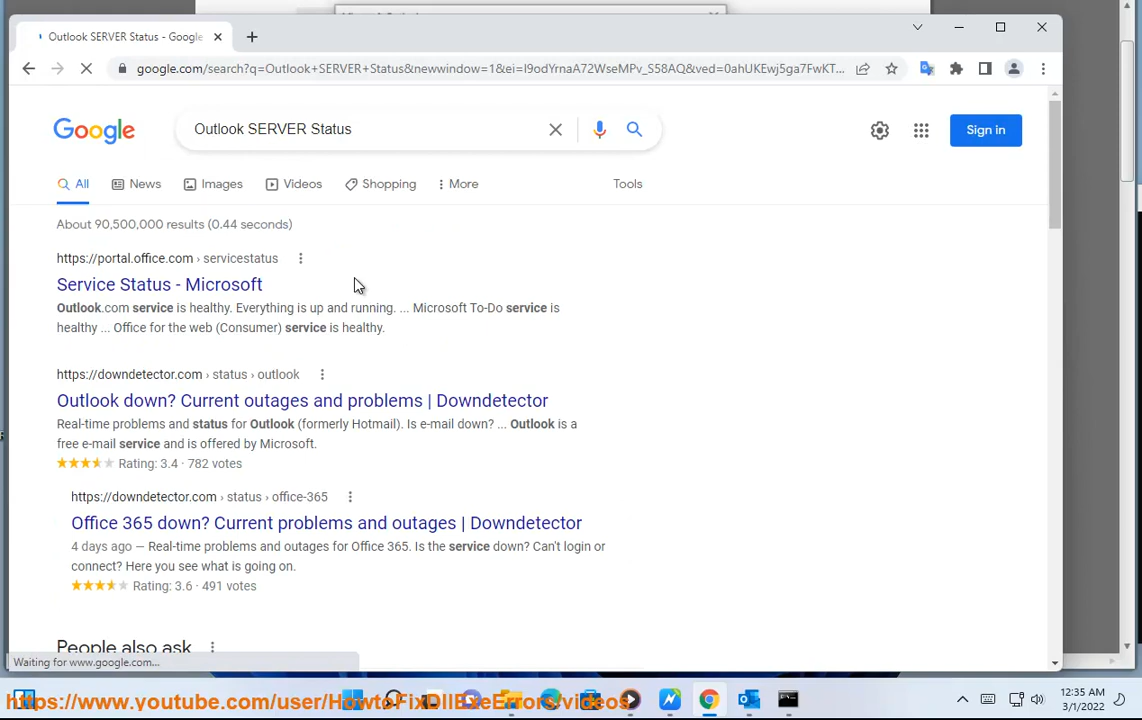 Outlook SERVER Status - Google
google.com/search?q=Outlook+SERVER+Status&newwindow=1&ei=I9odYrnaA72WseMPv_S58AQ&ved=0ahUKEwj5ga7FwKT...
Google
Outlook SERVER Status
Sign in
All
News
Images
Videos
Shopping
More
Tools
About 90,500,000 results (0.44 seconds)
https://portal.office.com › servicestatus
Service Status - Microsoft
Outlook.com service is healthy. Everything is up and running. ... Microsoft To-Do service is
healthy ... Office for the web (Consumer) service is healthy.
https://downdetector.com › status › outlook
Outlook down? Current outages and problems | Downdetector
Real-time problems and status for Outlook (formerly Hotmail). Is e-mail down? ... Outlook is a
free e-mail service and is offered by Microsoft.
Rating: 3.4 · 782 votes
https://downdetector.com › status › office-365
Office 365 down? Current problems and outages | Downdetector
4 days ago — Real-time problems and outages for Office 365. Is the service down? Can't login or
connect? Here you see what is going on.
Rating: 3.6 · 491 votes
People also ask
Waiting for www.google.com...
https://www.youtube.com/user/HowtoFixDllExeErrors/videos
12:35 AM
3/1/2022